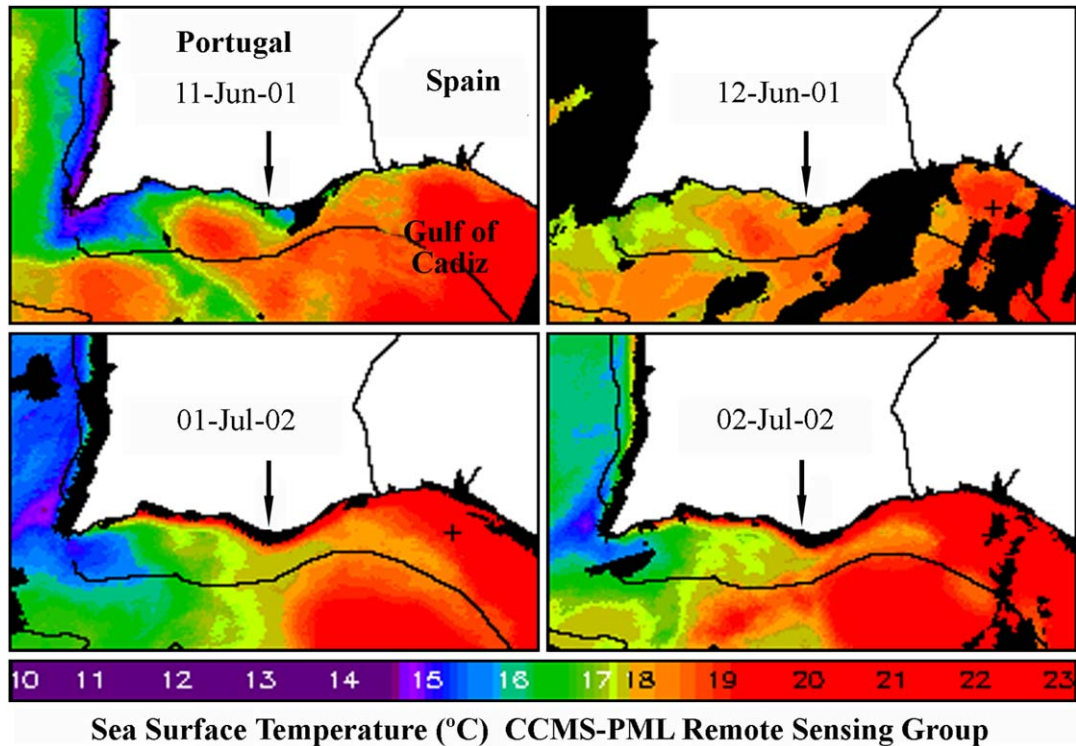 Portugal
11-Jun-01
Spain
Gulf of
Cadiz
12-Jun-01
01-Jul-02
02-Jul-02
10 11 12 13 14 15 16 17 18 19 20 21 22 23
Sea Surface Temperature (ºC) CCMS-PML Remote Sensing Group